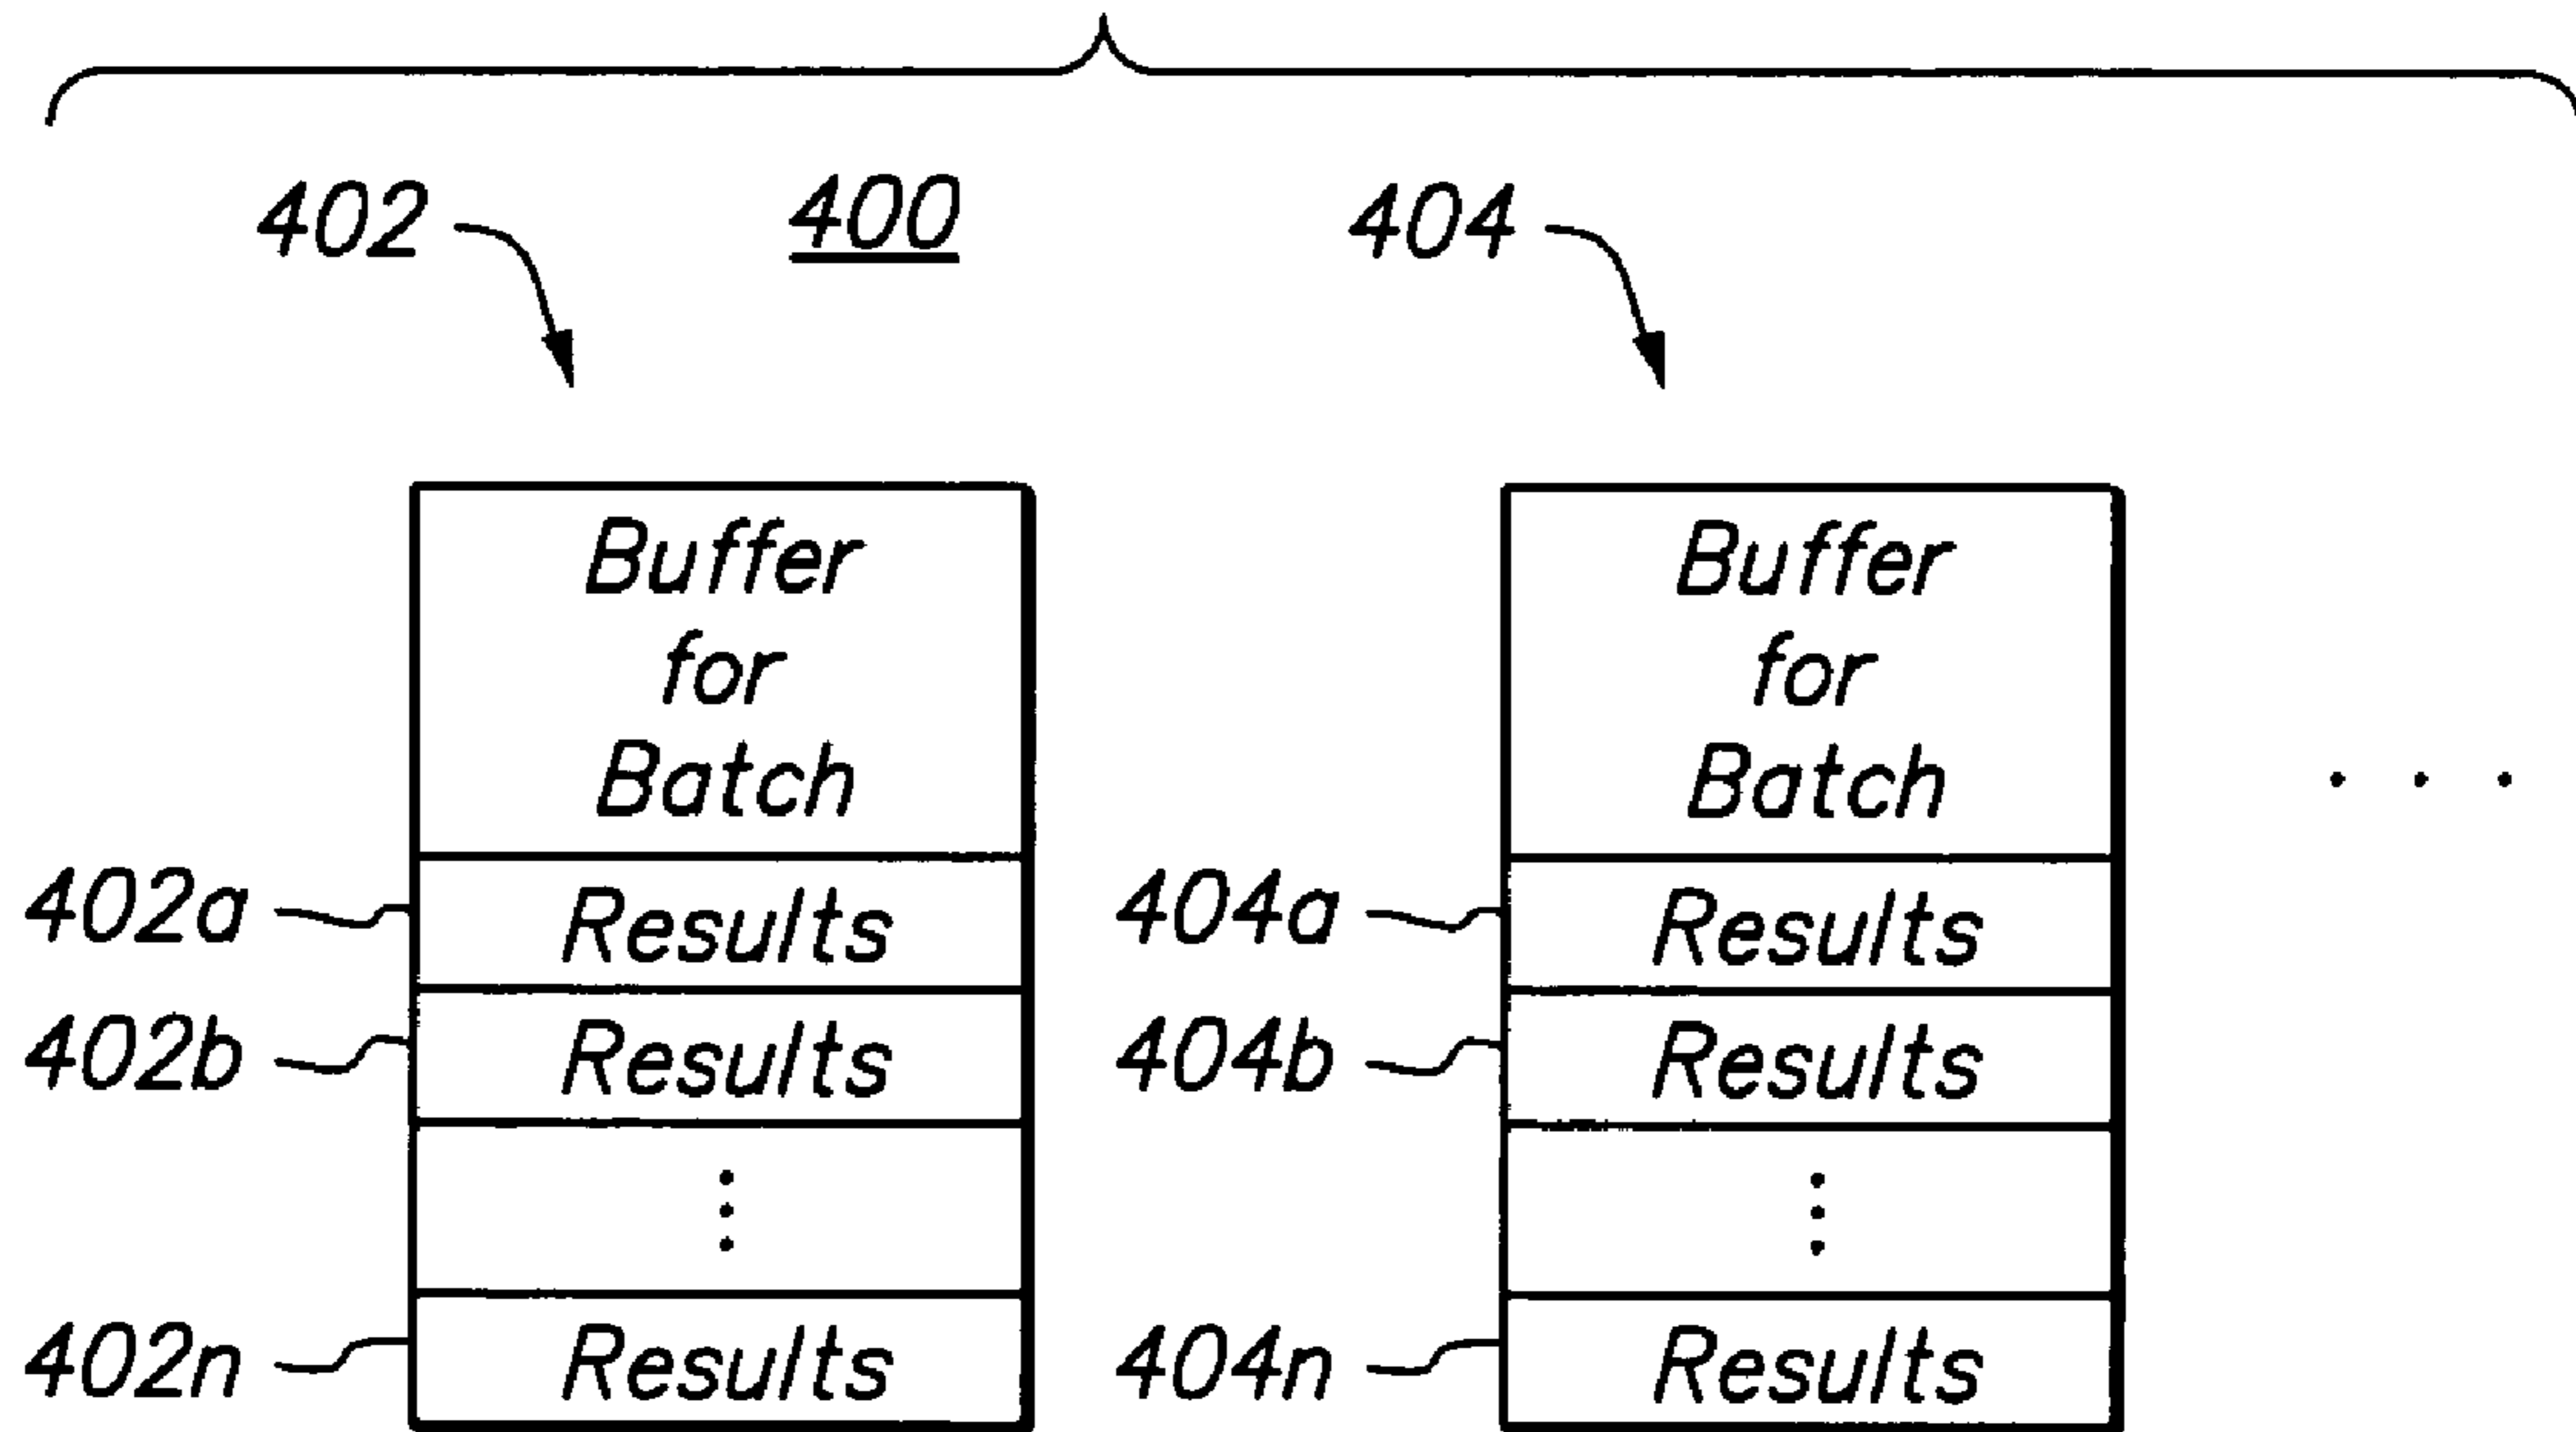 402
400
404
Buffer
for
Batch
402a
Results
402b
Results
402n
Results
Buffer
for
Batch
. . .
404a
Results
404b
Results
404n
Results